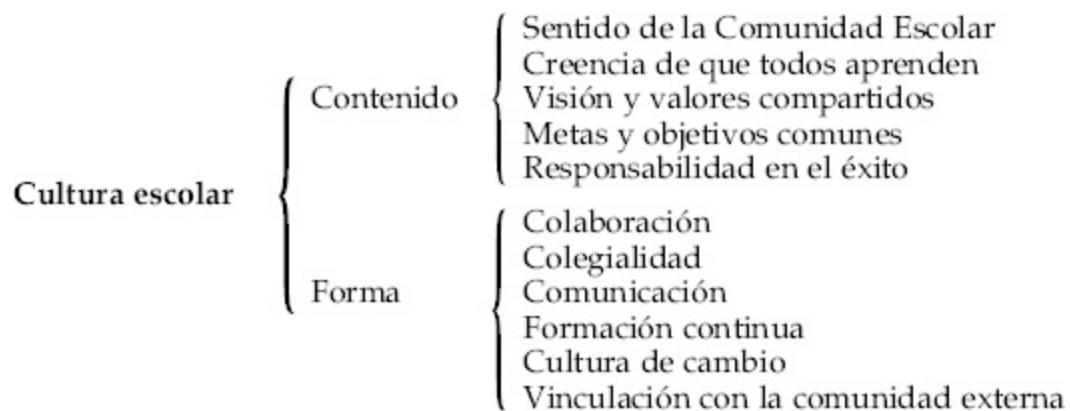 Cultura escolar
Contenido
Sentido de la Comunidad Escolar
Creencia de que todos aprenden
Visión y valores compartidos
Metas y objetivos comunes
Responsabilidad en el éxito
Forma
Colaboración
Colegialidad
Comunicación
Formación continua
Cultura de cambio
Vinculación con la comunidad externa